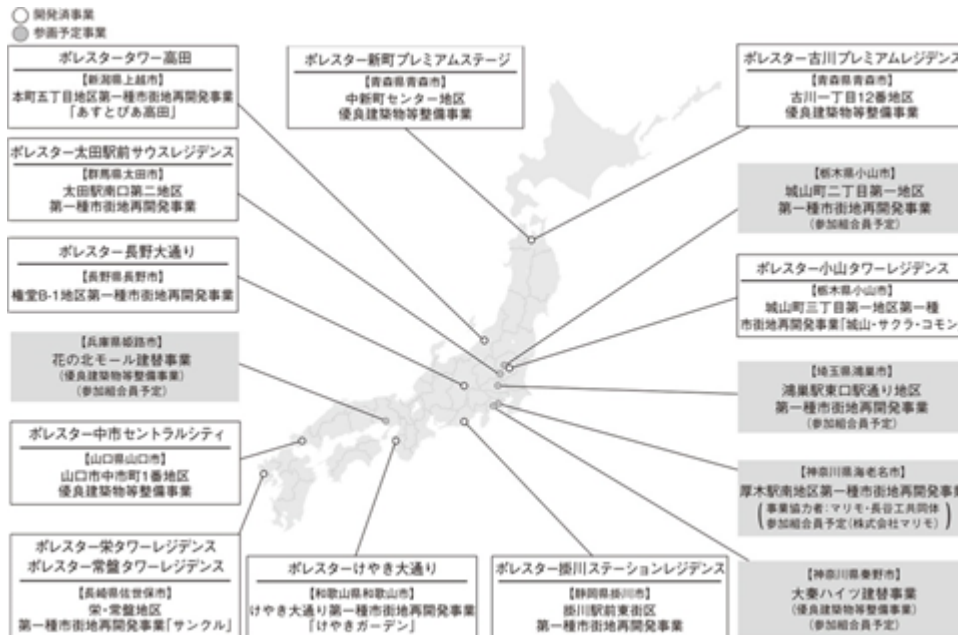 開発済事業
参画予定事業
ポレスタータワー高田
【新潟県上越市】
本町五丁目地区第一種市街地再開発事業
「あすとぴあ高田」
ポレスター新町プレミアムステージ
【青森県青森市】
中新町センター地区
優良建築物等整備事業
ポレスター古川プレミアムレジデンス
【青森県青森市】
古川一丁目12番地区
優良建築物等整備事業
ポレスター太田駅前サウスレジデンス
【群馬県太田市】
太田駅南口第二地区
第一種市街地再開発事業
【栃木県小山市】
城山町二丁目第一地区
第一種市街地再開発事業
(参加組合員予定)
ポレスター長野大通り
【長野県長野市】
権堂B-1地区第一種市街地再開発事業
ポレスター小山タワーレジデンス
【栃木県小山市】
城山町三丁目第一地区第一種
市街地再開発事業「城山・サクラ・コモン
【兵庫県姫路市】
花の北モール建替事業
(優良建築物等整備事業)
(参加組合員予定)
【埼玉県鴻巣市】
鴻巣駅東口駅通り地区
第一種市街地再開発事業
(参加組合員予定)
ポレスター中市セントラルシティ
【山口県山口市】
山口市中市町1番地区
優良建築物等整備事業
【神奈川県海老名市】
厚木駅南地区第一種市街地再開発事業
(事業協力者:マリモ・長谷工共同体
参加組合員予定(株式会社マリモ))
ポレスター栄タワーレジデンス
ポレスター常盤タワーレジデンス
【長崎県佐世保市】
栄・常盤地区
第一種市街地再開発事業「サンクル」
ポレスターけやき大通り
【和歌山県和歌山市】
けやき大通り第一種市街地再開発事業
「けやきガーデン」
ポレスター掛川ステーションレジデンス
【静岡県掛川市】
掛川駅前東街区
第一種市街地再開発事業
【神奈川県秦野市】
大秦ハイツ建替事業
(優良建築物等整備事業)
(参加組合員予定)